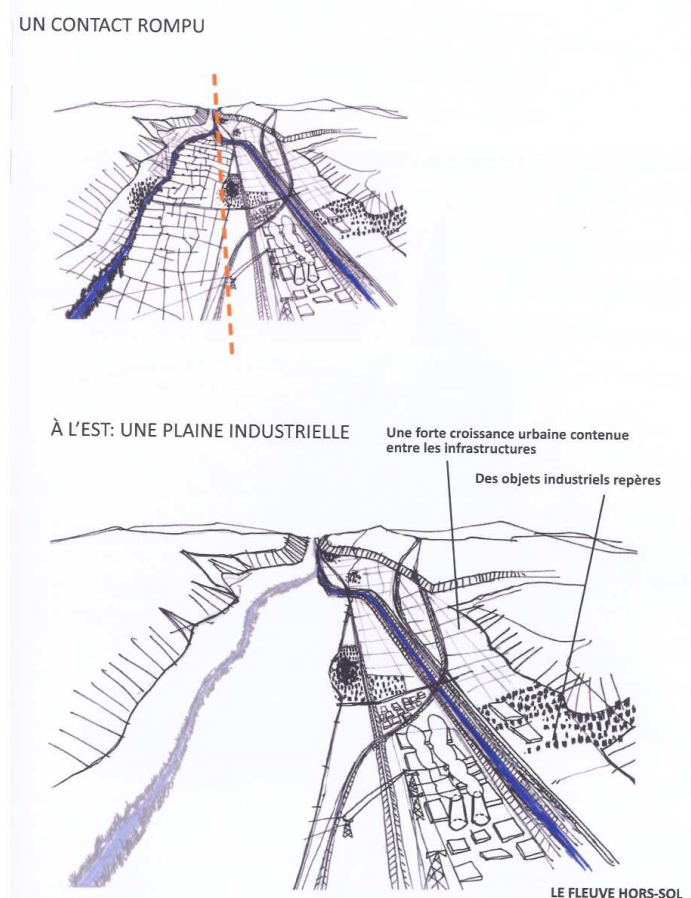 UN CONTACT ROMPU
À L'EST: UNE PLAINE INDUSTRIELLE
Une forte croissance urbaine contenue
entre les infrastructures
Des objets industriels repères
LE FLEUVE HORS-SOL